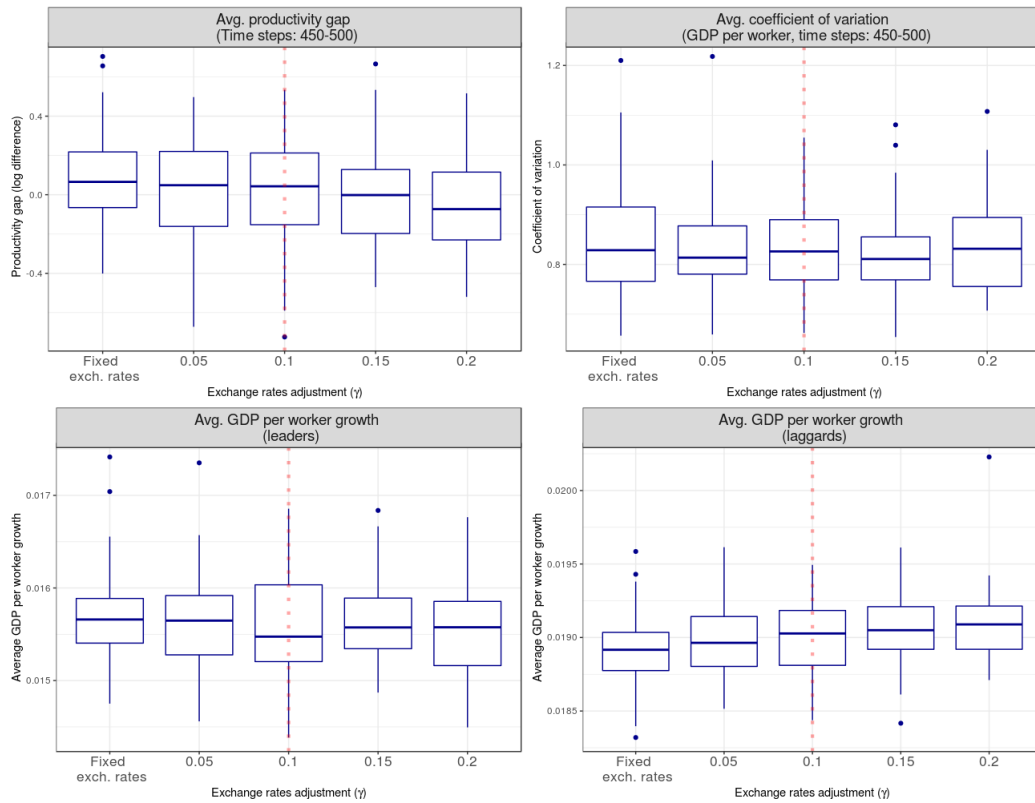 Avg. productivity gap
(Time steps: 450-500)
Productivity gap (log difference)
0.4
0.0
-0.4
Fixed
exch. rates
0.05
0.1
0.15
0.2
Exchange rates adjustment (γ)
Avg. coefficient of variation
(GDP per worker, time steps: 450-500)
Coefficient of variation
1.2
1.0
0.8
Fixed
exch. rates
0.05
0.1
0.15
0.2
Exchange rates adjustment (γ)
Avg. GDP per worker growth
(leaders)
Average GDP per worker growth
0.017
0.016
0.015
Fixed
exch. rates
0.05
0.1
0.15
0.2
Exchange rates adjustment (γ)
Avg. GDP per worker growth
(laggards)
Average GDP per worker growth
0.0200
0.0195
0.0190
0.0185
Fixed
exch. rates
0.05
0.1
0.15
0.2
Exchange rates adjustment (γ)